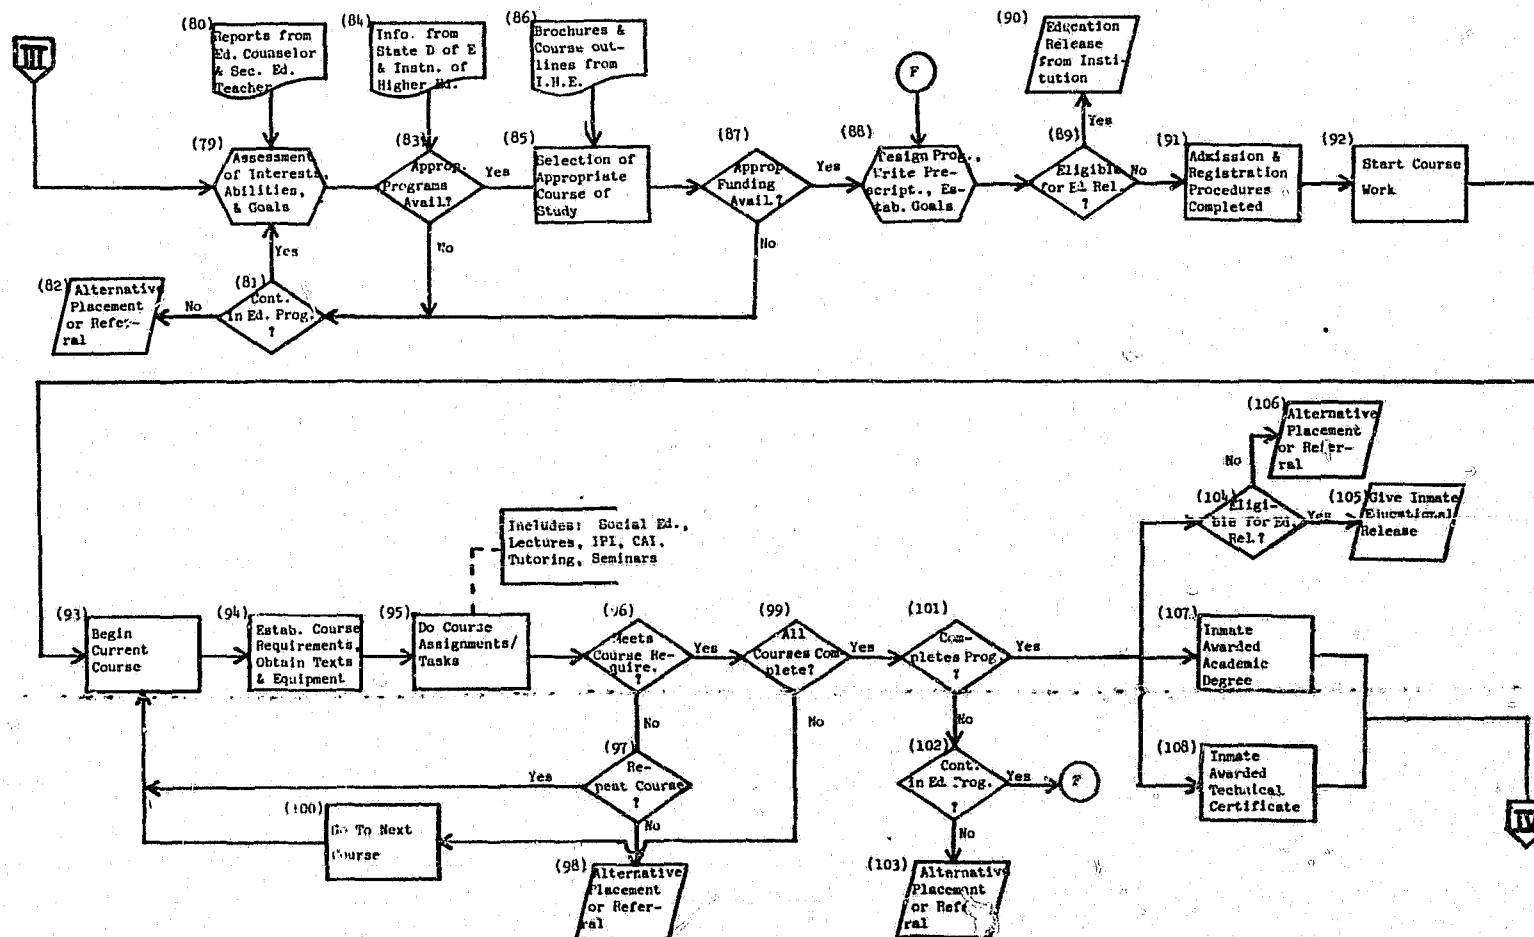 III
(80)
Reports from
Ed. Counselor
& Sec. Ed.
Teacher
(84)
Info. from
State D of E
& Instn. of
Higher Ed.
(86)
Brochures &
Course out-
lines from
I.H.E.
F
(90)
Education
Release
from Insti-
tution
Yes
(79)
Assessment
of Interests,
Abilities,
& Goals
(83)
Approp.
Programs
Avail.?
Yes
No
(85)
Selection of
Appropriate
Course of
Study
(87)
Approp
Funding
Avail.?
Yes
No
(88)
Design Prog.,
Write Pre-
script., Es-
tab. Goals
(89)
Eligible
for Ed Rel.
?
No
(91)
Admission &
Registration
Procedures
Completed
(92)
Start Course
Work
Yes
(81)
Cont.
in Ed. Prog.
?
No
(82)
Alternative
Placement
or Refer-
ral
(106)
Alternative
Placement
or Refer-
ral
No
(104)
Eligi-
ble for Ed.
Rel.?
Yes
(105)
Give Inmate
Educational
Release
Includes: Social Ed.,
Lectures, IPI, CAI,
Tutoring, Seminars
(93)
Begin
Current
Course
(94)
Estab. Course
Requirements,
Obtain Texts
& Equipment
(95)
Do Course
Assignments/
Tasks
(96)
Meets
Course Re-
quire.
?
Yes
No
(99)
All
Courses Com
plete?
Yes
No
(101)
Com-
pletes Prog.
?
Yes
No
(107)
Inmate
Awarded
Academic
Degree
(97)
Re-
peat Course
?
Yes
No
(102)
Cont.
in Ed Prog.
?
Yes
F
No
(108)
Inmate
Awarded
Technical
Certificate
IV
(100)
Go To Next
Course
(98)
Alternative
Placement
or Refer-
ral
(103)
Alternative
Placement
or Refe
ral